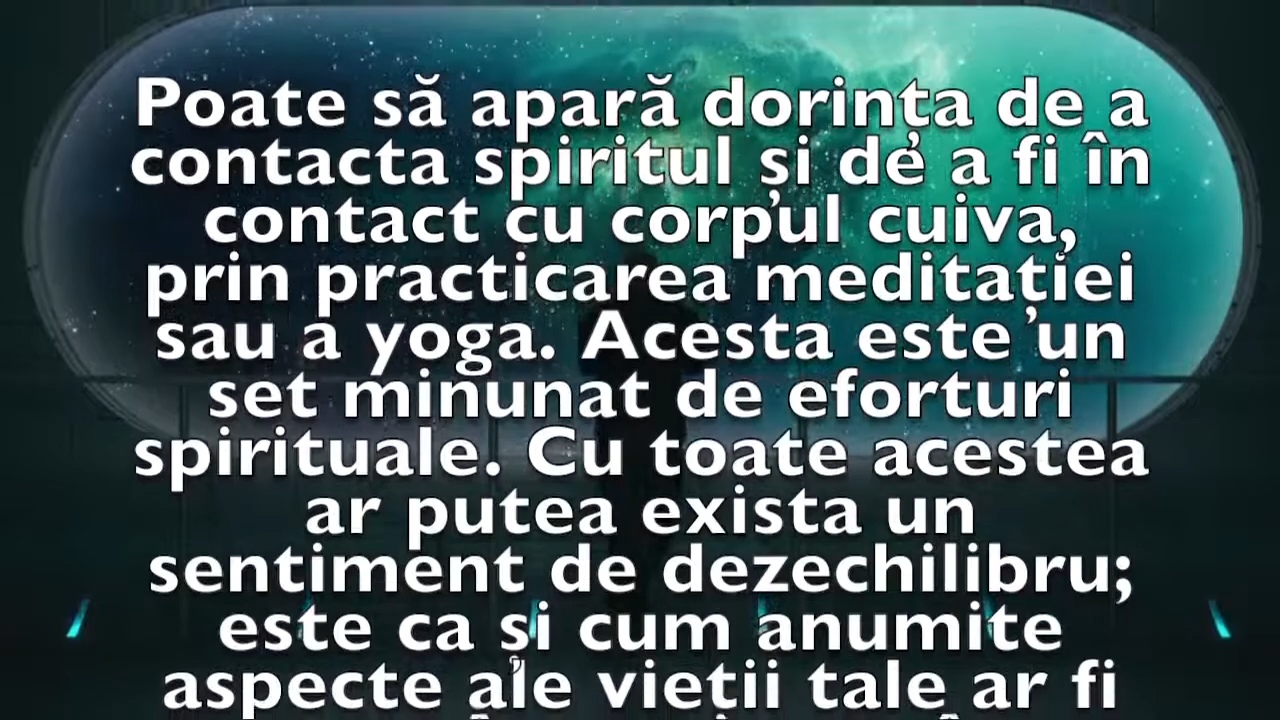 Poate să apară dorința de a
contacta spiritul și de a fi în
contact cu corpul cuiva,
prin practicarea meditației
sau a yoga. Acesta este un
set minunat de eforturi
spirituale. Cu toate acestea
ar putea exista un
sentiment de dezechilibru;
este ca și cum anumite
aspecte ale vieții tale ar fi